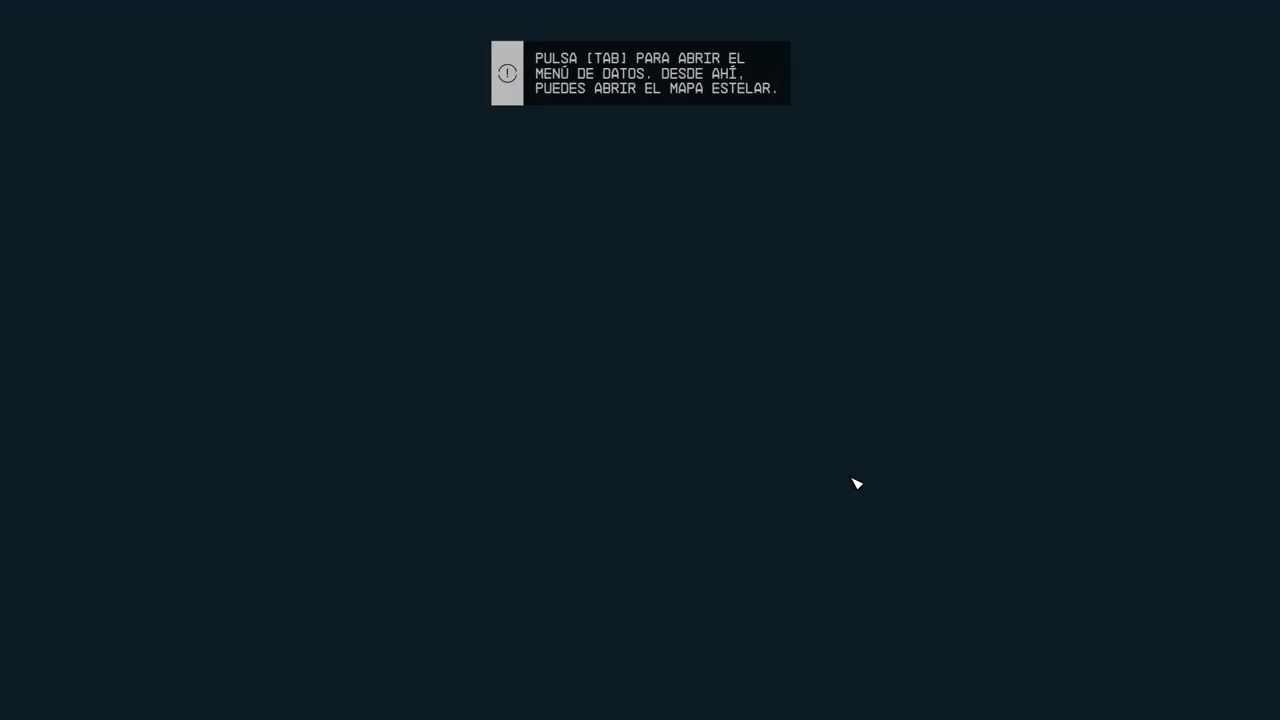 PULSA [TAB] PARA ABRIR EL
MENÚ DE DATOS. DESDE AHÍ,
PUEDES ABRIR EL MAPA ESTELAR.